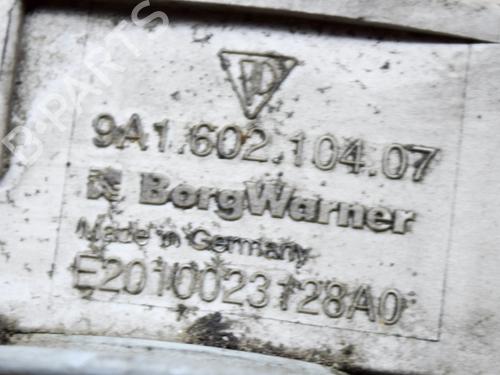 B-PARTS
9A1.602.104.07
BorgWarner
Made in Germany
E2010023128A0